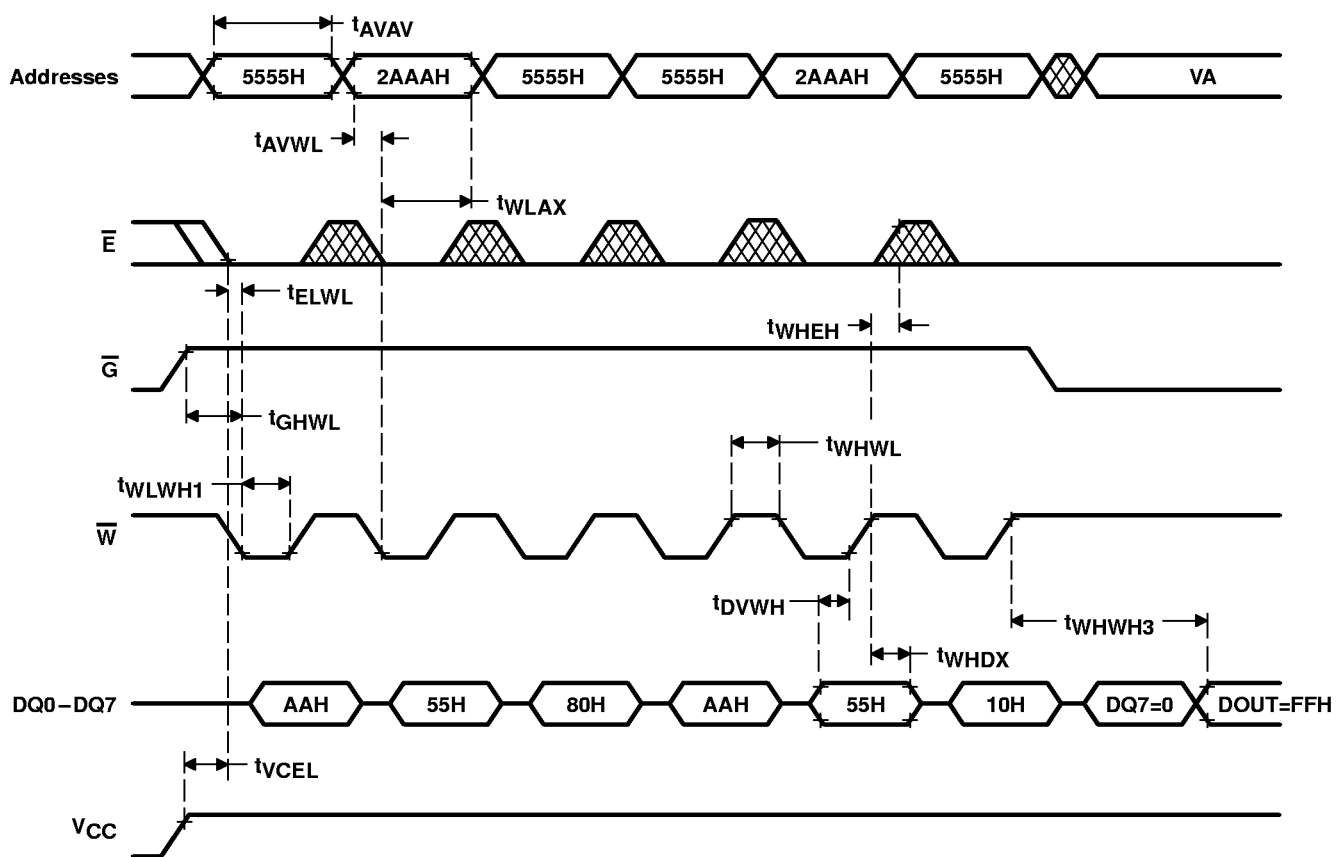 tAVAV
Addresses 5555H 2AAAH 5555H 5555H 2AAAH 5555H VA
tAVWL
tWLAX
E
tELWL
tWHEH
G
tGHWL
tWHWL
tWLWH1
W
tDVWH
tWHWH3
tWHDX
DQ0–DQ7 AAH 55H 80H AAH 55H 10H DQ7=0 DOUT=FFH
tVCEL
VCC